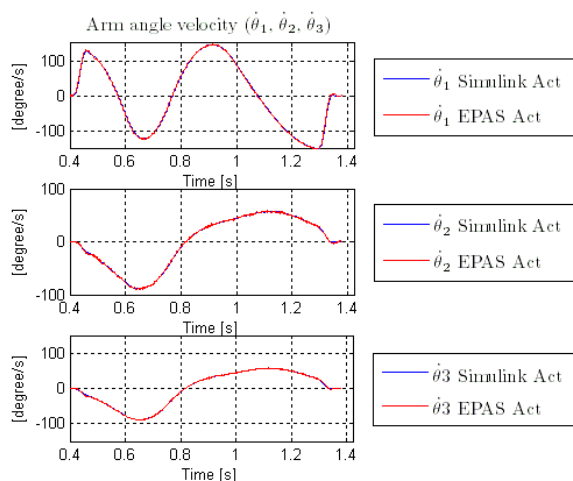 Arm angle velocity (θ̇₁, θ̇₂, θ̇₃)
100
0
-100
[degree/s]
0.4 0.6 0.8 1 1.2 1.4
Time [s]
θ̇₁ Simulink Act
θ̇₁ EPAS Act
100
0
-100
[degree/s]
0.4 0.6 0.8 1 1.2 1.4
Time [s]
θ̇₂ Simulink Act
θ̇₂ EPAS Act
100
0
-100
[degree/s]
0.4 0.6 0.8 1 1.2 1.4
Time [s]
θ̇3 Simulink Act
θ̇3 EPAS Act